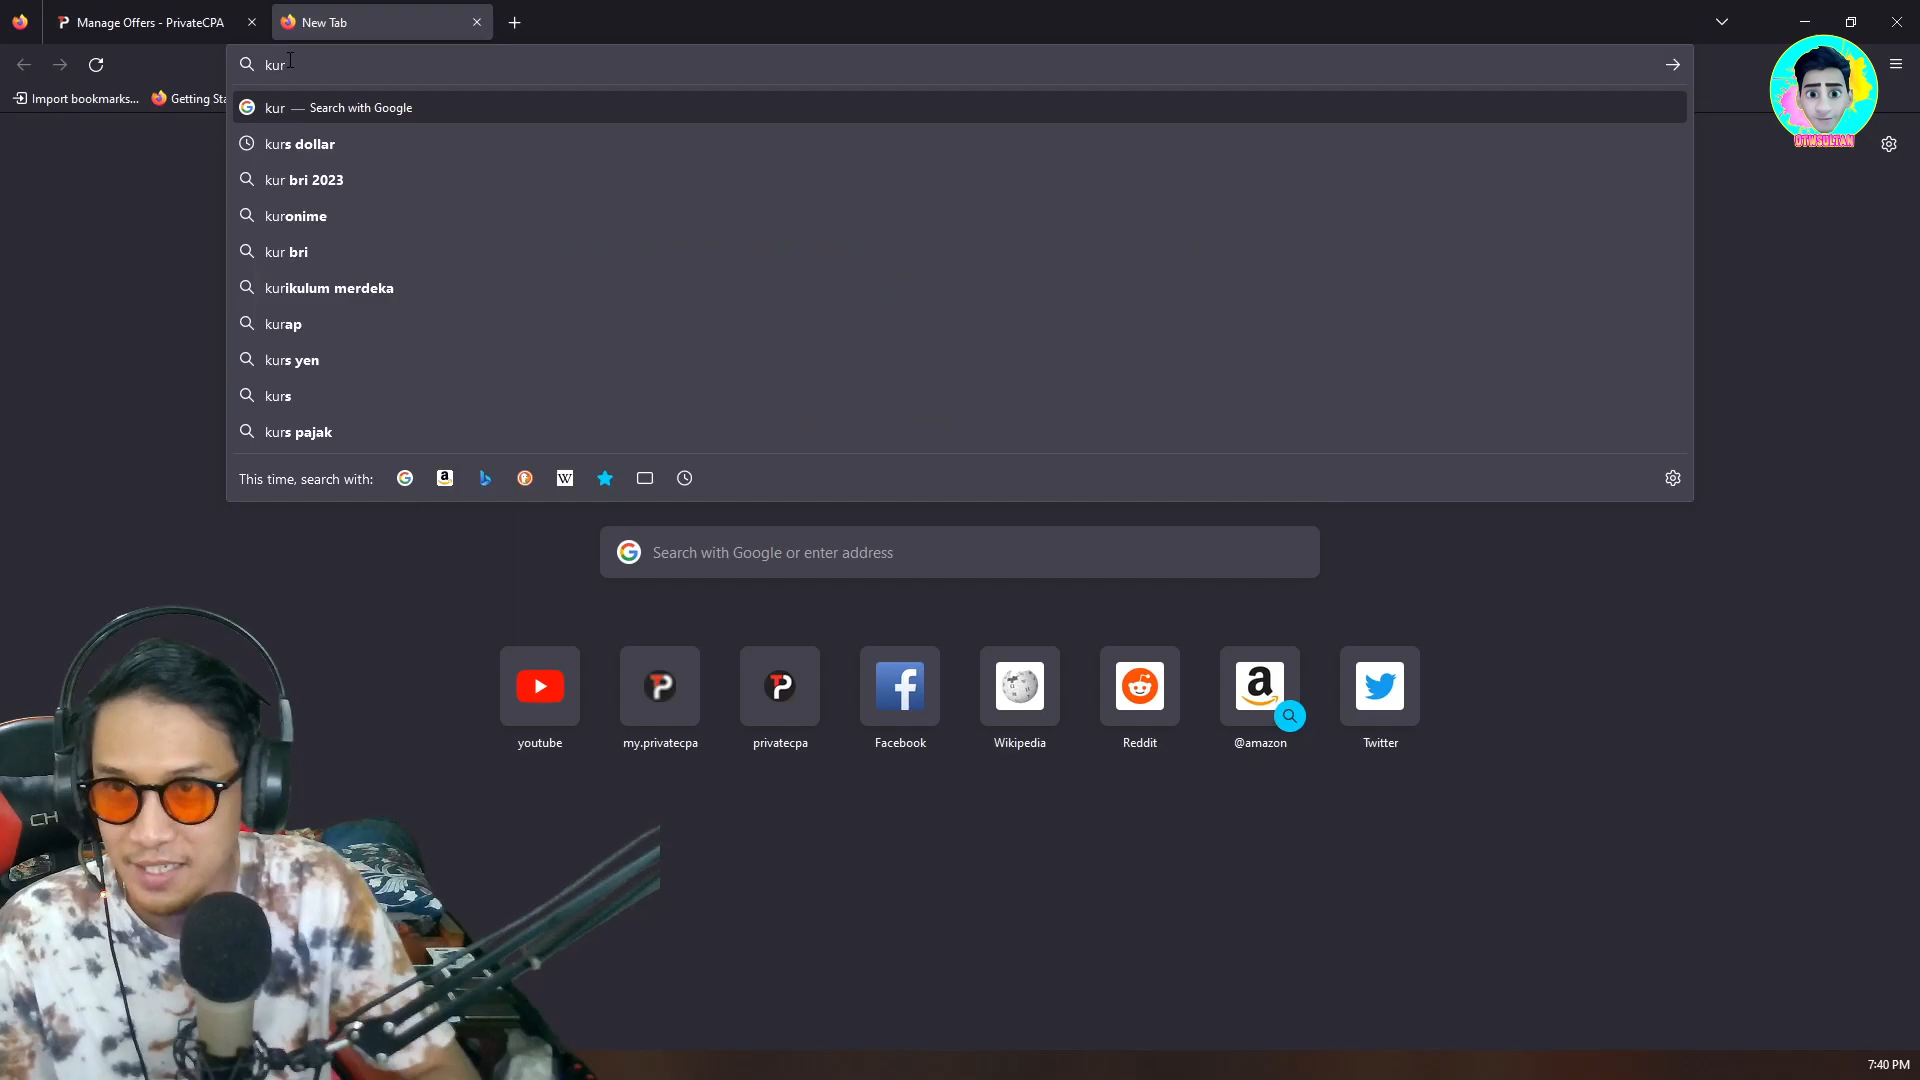 Manage Offers - PrivateCPA
New Tab
kur
Import bookmarks...
Getting Sta
kur — Search with Google
kurs dollar
kur bri 2023
kuronime
kur bri
kurikulum merdeka
kurap
kurs yen
kurs
kurs pajak
This time, search with:
Search with Google or enter address
youtube
my.privatecpa
privatecpa
Facebook
Wikipedia
Reddit
@amazon
Twitter
OTWSULTAN
CH
7:40 PM